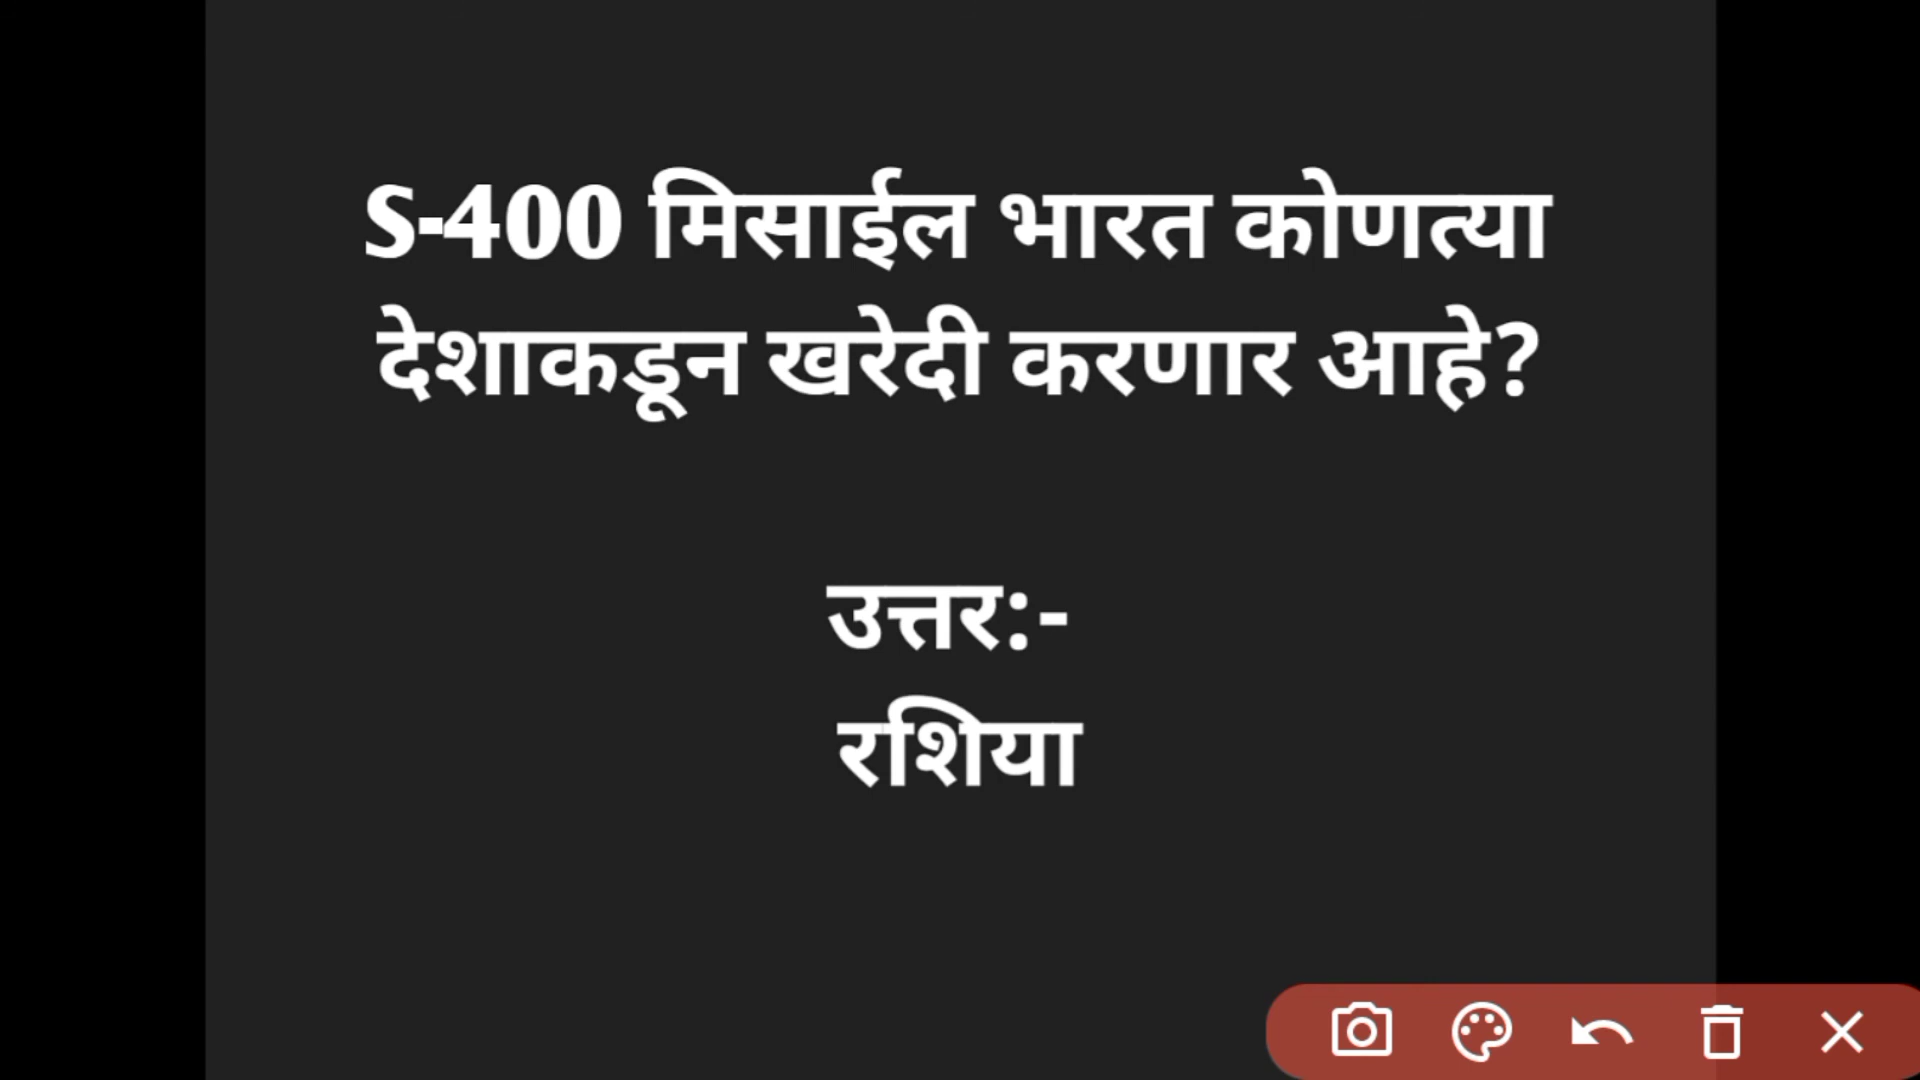 S-400 मिसाईल भारत कोणत्या
देशाकडून खरेदी करणार आहे?
उत्तर:-
रशिया